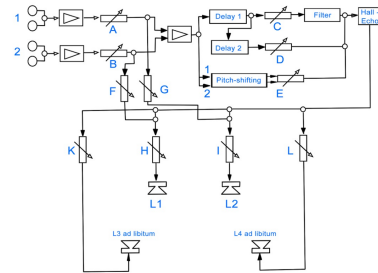 1
A
Delay 1
C
Filter
Hall -
Echo
2
B
Delay 2
D
1
Pitch-shifting
2
E
F
G
K
H
I
L
L1
L2
L3 ad libitum
L4 ad libitum